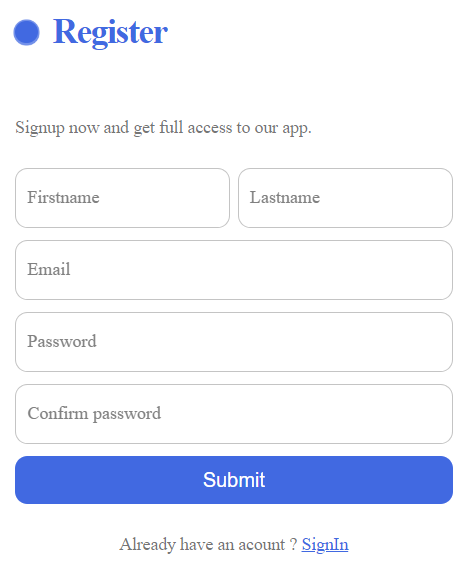 Register
Signup now and get full access to our app.
Firstname Lastname
Email
Password
Confirm password
Submit
Already have an acount ? SignIn